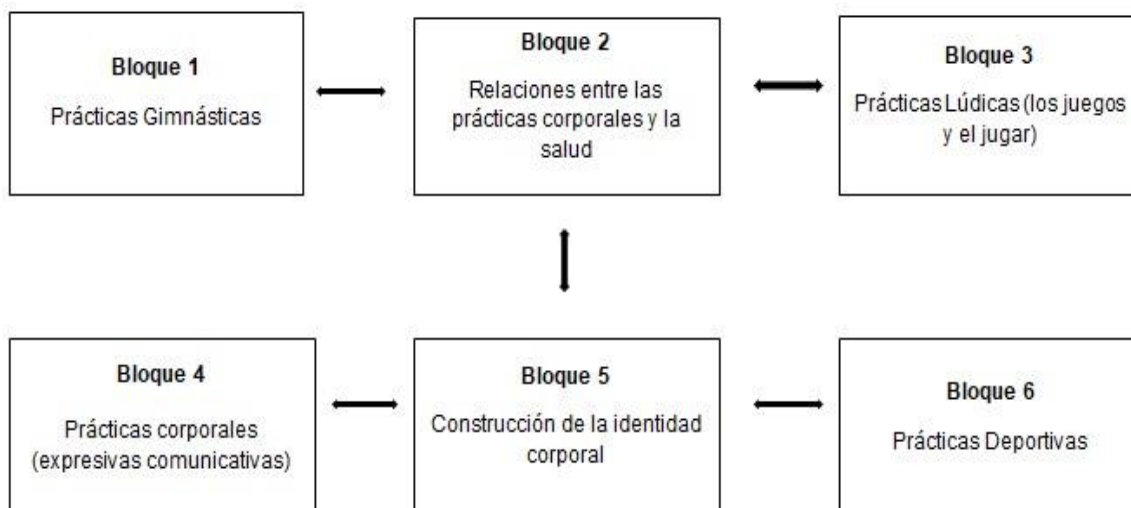 Bloque 1
Prácticas Gimnásticas
Bloque 2
Relaciones entre las
prácticas corporales y la
salud
Bloque 3
Prácticas Lúdicas (los juegos
y el jugar)
Bloque 4
Prácticas corporales
(expresivas comunicativas)
Bloque 5
Construcción de la identidad
corporal
Bloque 6
Prácticas Deportivas